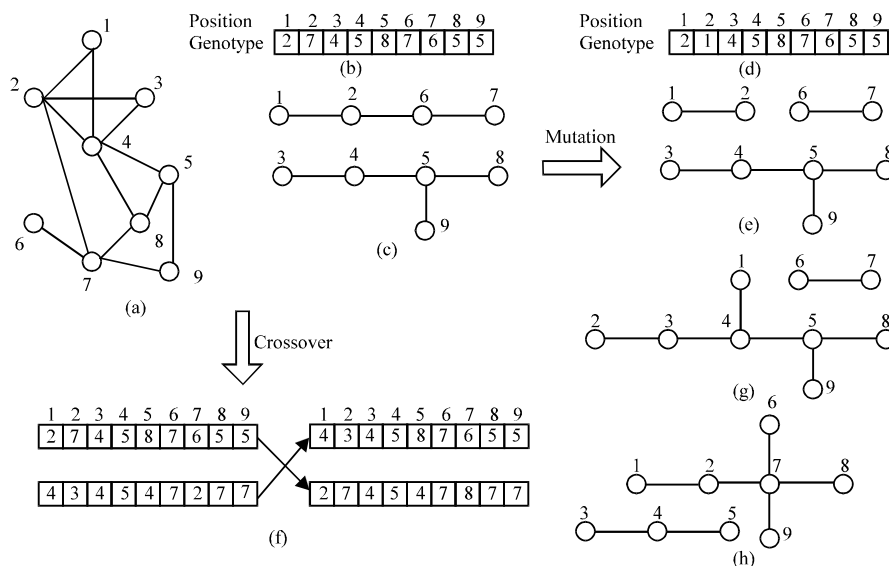 1
2
3
4
5
6
7
8
9
(a)
Position 1 2 3 4 5 6 7 8 9
Genotype 2 7 4 5 8 7 6 5 5
(b)
1 2 6 7
3 4 5 8
9
(c)
Mutation
Position 1 2 3 4 5 6 7 8 9
Genotype 2 1 4 5 8 7 6 5 5
(d)
1 2 6 7
3 4 5 8
9
(e)
Crossover
1 2 3 4 5 6 7 8 9
2 7 4 5 8 7 6 5 5
4 3 4 5 4 7 2 7 7
1 2 3 4 5 6 7 8 9
4 3 4 5 8 7 6 5 5
2 7 4 5 4 7 8 7 7
(f)
1 6 7
2 3 4 5 8
9
(g)
6
1 2 7 8
3 4 5
9
(h)